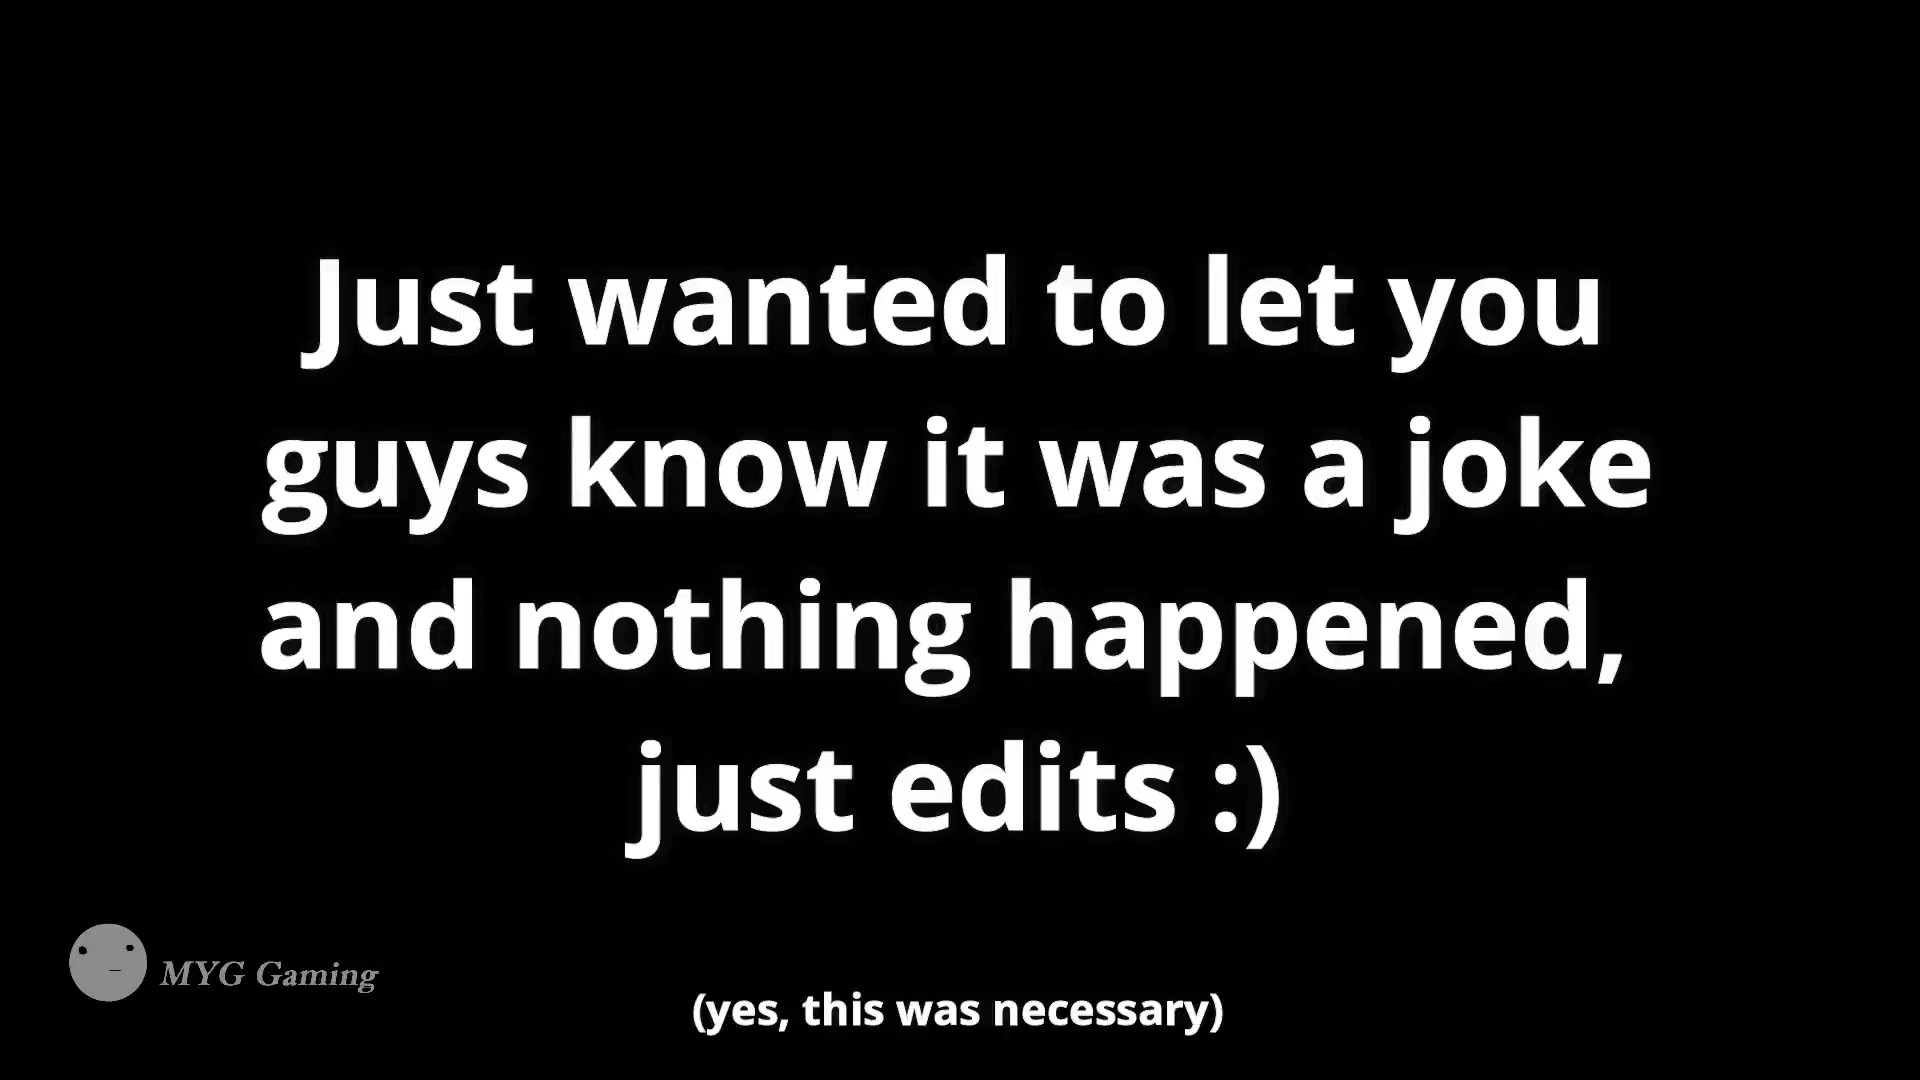 Just wanted to let you
guys know it was a joke
and nothing happened,
just edits :)
MYG Gaming
(yes, this was necessary)